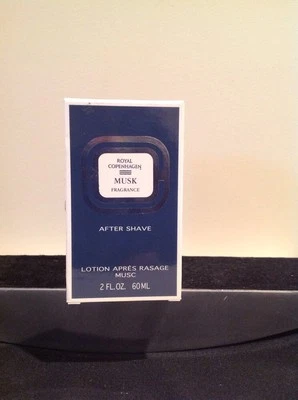 ROYAL
COPENHAGEN
MUSK
FRAGRANCE
AFTER SHAVE
LOTION APRÈS RASAGE
MUSC
2 FL.OZ. 60ML